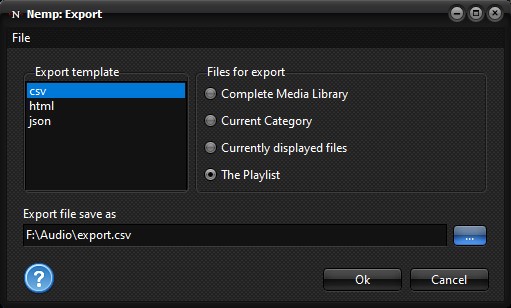 N Nemp: Export
File
Export template
csv
html
json
Files for export
Complete Media Library
Current Category
Currently displayed files
The Playlist
Export file save as
F:\Audio\export.csv
...
?
Ok
Cancel